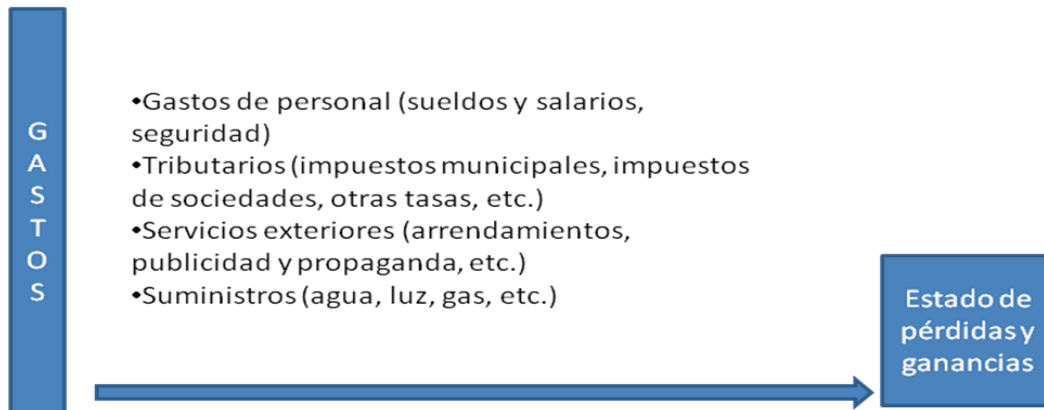 GASTOS
•Gastos de personal (sueldos y salarios,
seguridad)
•Tributarios (impuestos municipales, impuestos
de sociedades, otras tasas, etc.)
•Servicios exteriores (arrendamientos,
publicidad y propaganda, etc.)
•Suministros (agua, luz, gas, etc.)
Estado de
pérdidas y
ganancias